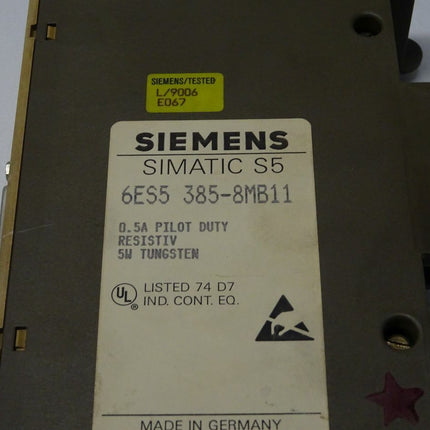 SIEMENS/TESTED
L/9006
E067
SIEMENS
SIMATIC S5
6ES5 385-8MB11
0.5A PILOT DUTY
RESISTIV
5W TUNGSTEN
UL
LISTED 74 D7
IND. CONT. EQ.
MADE IN GERMANY